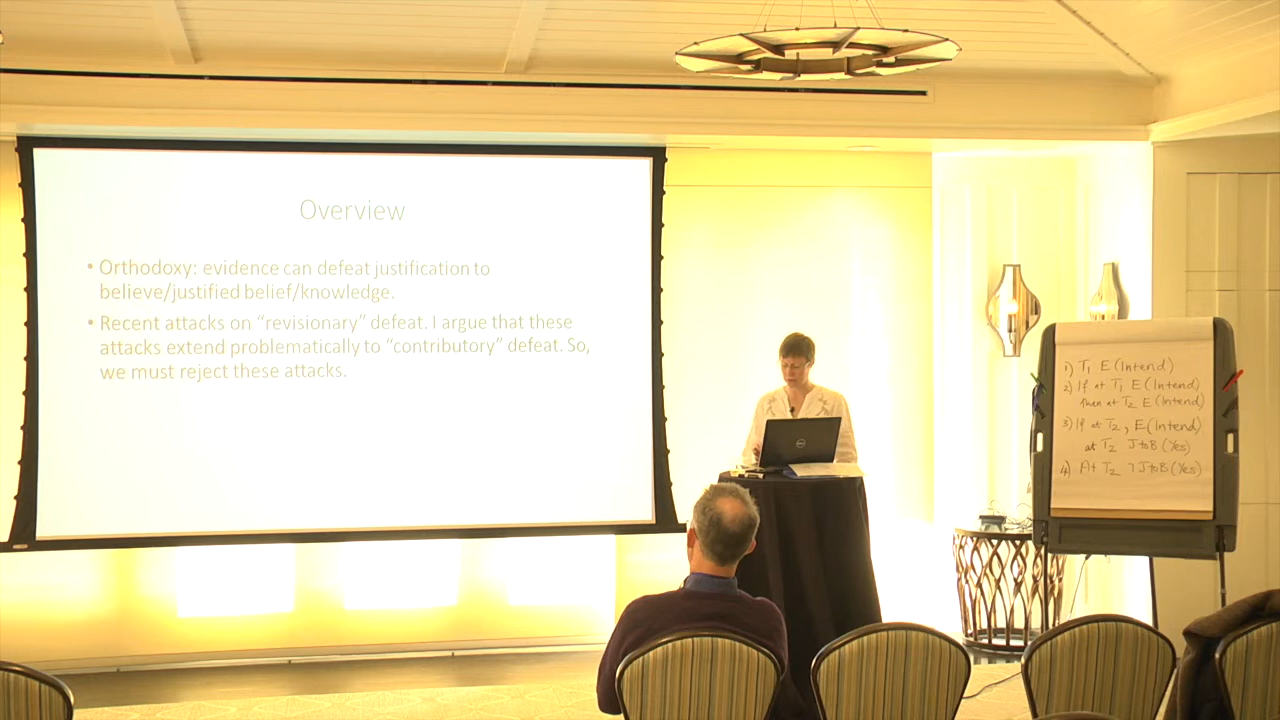 Overview
• Orthodoxy: evidence can defeat justification to
believe/justified belief/knowledge.
• Recent attacks on “revisionary” defeat. I argue that these
attacks extend problematically to “contributory” defeat. So,
we must reject these attacks.
DELL
1) T₁ E(Intend)
2) If at T₁ E(Intend)
then at T₂ E(Intend)
3) If at T₂, E(Intend)
at T₂ JtoB(Yes)
4) At T₂ ¬JtoB(Yes)